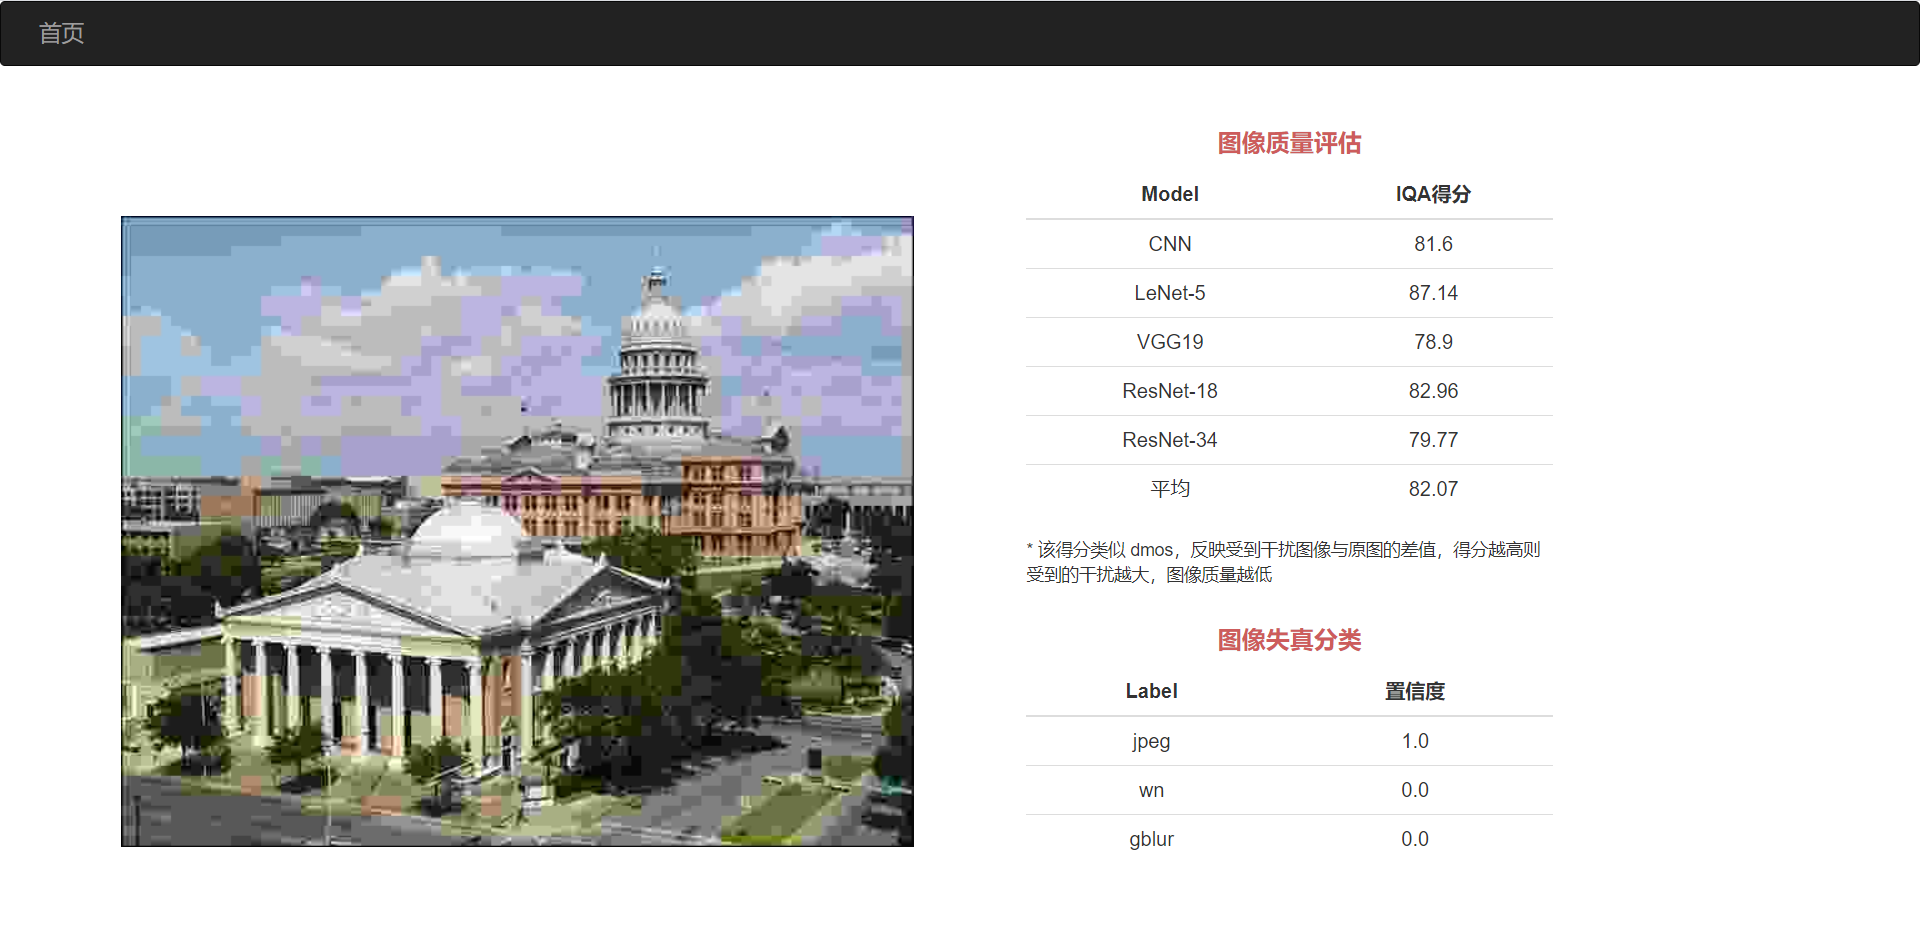 首页
图像质量评估
Model IQA得分
CNN 81.6
LeNet-5 87.14
VGG19 78.9
ResNet-18 82.96
ResNet-34 79.77
平均 82.07
* 该得分类似 dmos，反映受到干扰图像与原图的差值，得分越高则
受到的干扰越大，图像质量越低
图像失真分类
Label 置信度
jpeg 1.0
wn 0.0
gblur 0.0